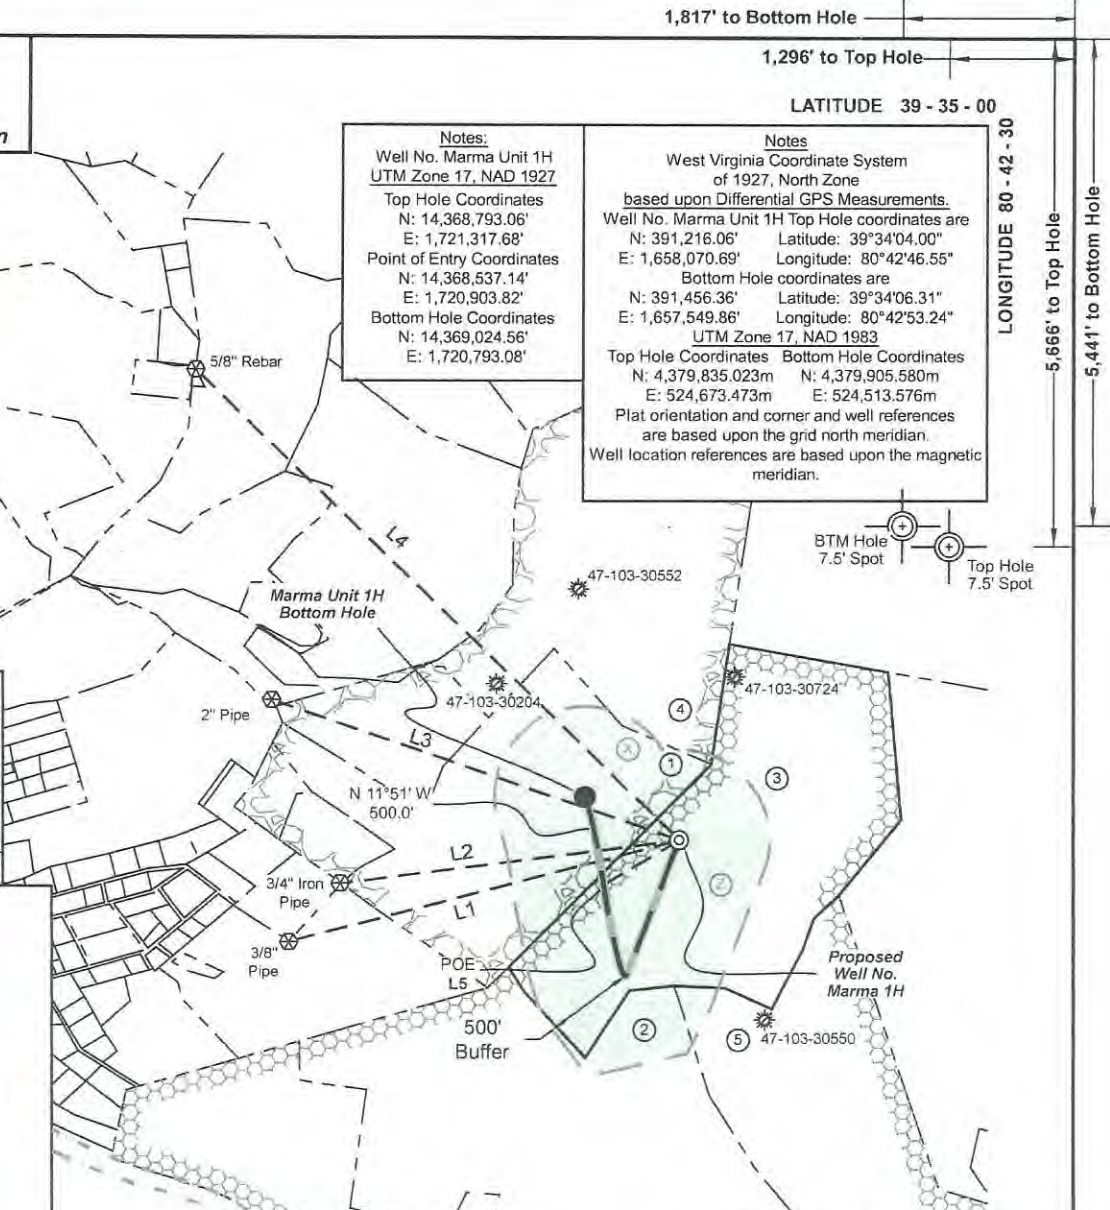 1,817' to Bottom Hole
1,296' to Top Hole
LATITUDE 39 - 35 - 00
LONGITUDE 80 - 42 - 30
5,666' to Top Hole
5,441' to Bottom Hole
n
Notes:
Well No. Marma Unit 1H
UTM Zone 17, NAD 1927
Top Hole Coordinates
N: 14,368,793.06'
E: 1,721,317.68'
Point of Entry Coordinates
N: 14,368,537.14'
E: 1,720,903.82'
Bottom Hole Coordinates
N: 14,369,024.56'
E: 1,720,793.08'
Notes
West Virginia Coordinate System
of 1927, North Zone
based upon Differential GPS Measurements.
Well No. Marma Unit 1H Top Hole coordinates are
N: 391,216.06' Latitude: 39°34'04.00"
E: 1,658,070.69' Longitude: 80°42'46.55"
Bottom Hole coordinates are
N: 391,456.36' Latitude: 39°34'06.31"
E: 1,657,549.86' Longitude: 80°42'53.24"
UTM Zone 17, NAD 1983
Top Hole Coordinates Bottom Hole Coordinates
N: 4,379,835.023m N: 4,379,905.580m
E: 524,673.473m E: 524,513.576m
Plat orientation and corner and well references
are based upon the grid north meridian.
Well location references are based upon the magnetic
meridian.
5/8" Rebar
L4
BTM Hole
7.5' Spot
Top Hole
7.5' Spot
47-103-30552
Marma Unit 1H
Bottom Hole
47-103-30204
47-103-30724
2" Pipe
L3
4
1
3
N 11°51' W
500.0'
L2
3/4" Iron
Pipe
L1
2
3/8"
Pipe
POE
L5
Proposed
Well No.
Marma 1H
500'
Buffer
2
5
47-103-30550